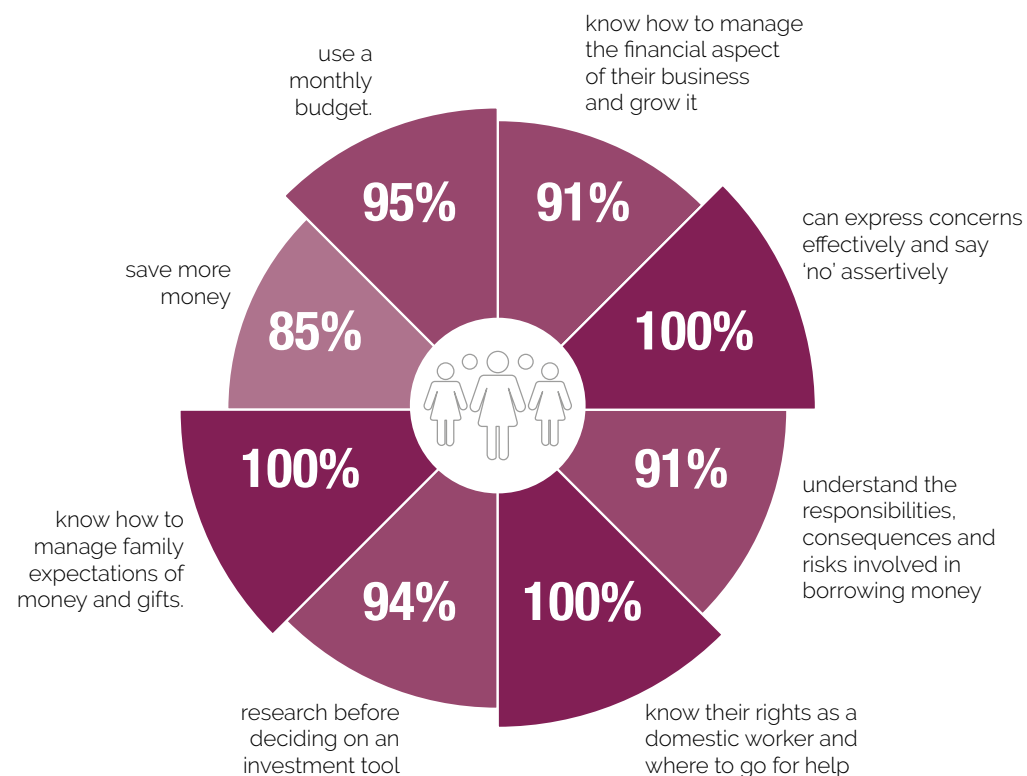 know how to manage
the financial aspect
of their business
and grow it
91%
can express concerns
effectively and say
‘no’ assertively
100%
understand the
responsibilities,
consequences and
risks involved in
borrowing money
91%
know their rights as a
domestic worker and
where to go for help
100%
research before
deciding on an
investment tool
94%
know how to
manage family
expectations of
money and gifts.
100%
save more
money
85%
use a
monthly
budget.
95%